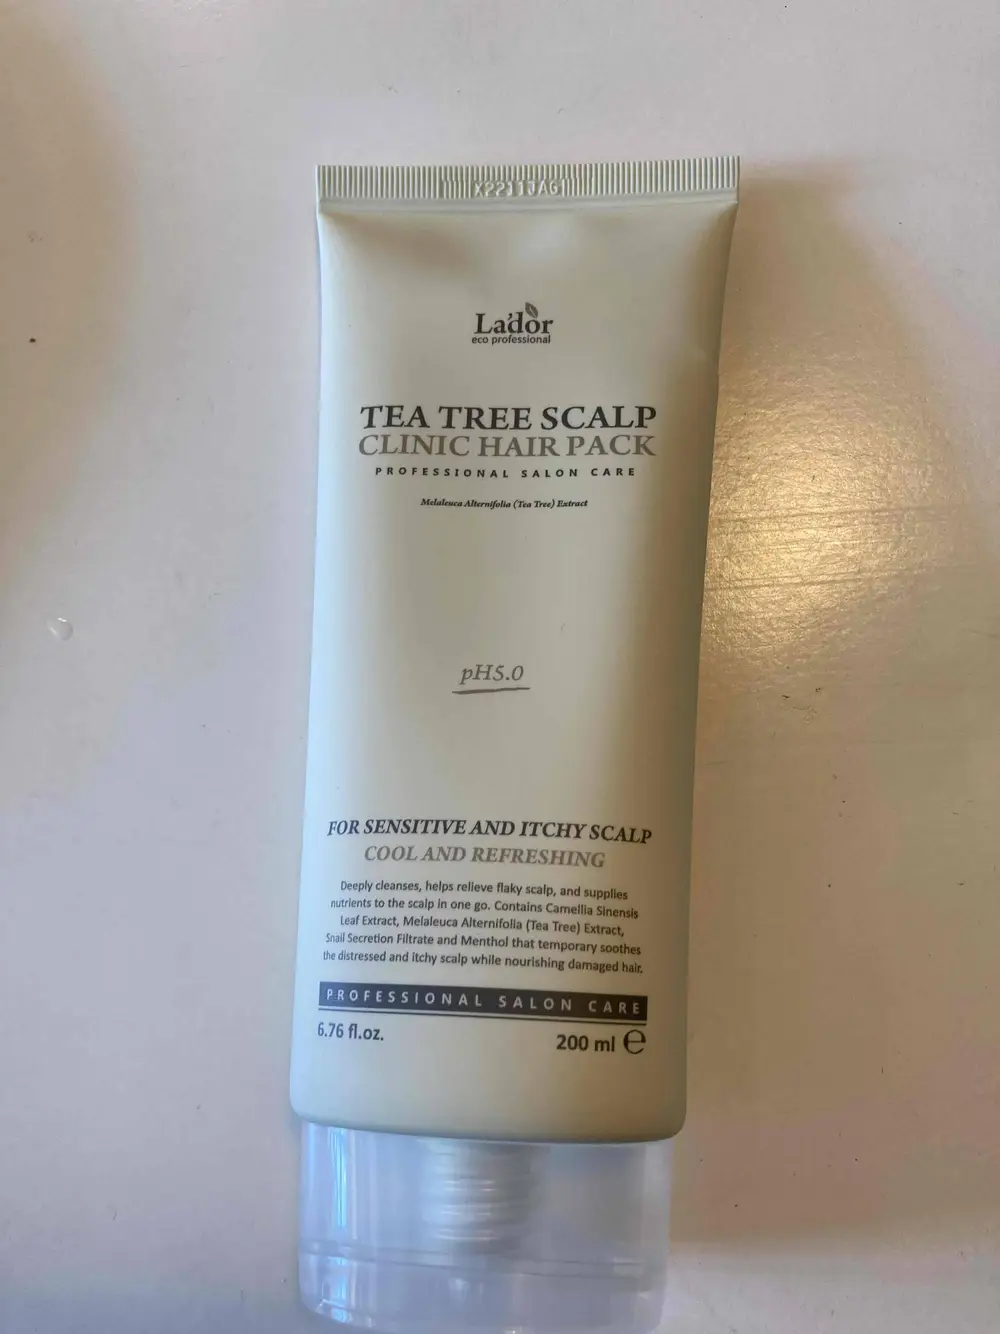 X2211JAG1
La'dor
eco professional
TEA TREE SCALP
CLINIC HAIR PACK
PROFESSIONAL SALON CARE
Melaleuca Alternifolia (Tea Tree) Extract
pH5.0
FOR SENSITIVE AND ITCHY SCALP
COOL AND REFRESHING
Deeply cleanses, helps relieve flaky scalp, and supplies
nutrients to the scalp in one go. Contains Camellia Sinensis
Leaf Extract, Melaleuca Alternifolia (Tea Tree) Extract,
Snail Secretion Filtrate and Menthol that temporary soothes
the distressed and itchy scalp while nourishing damaged hair.
PROFESSIONAL SALON CARE
6.76 fl.oz.
200 ml ℮